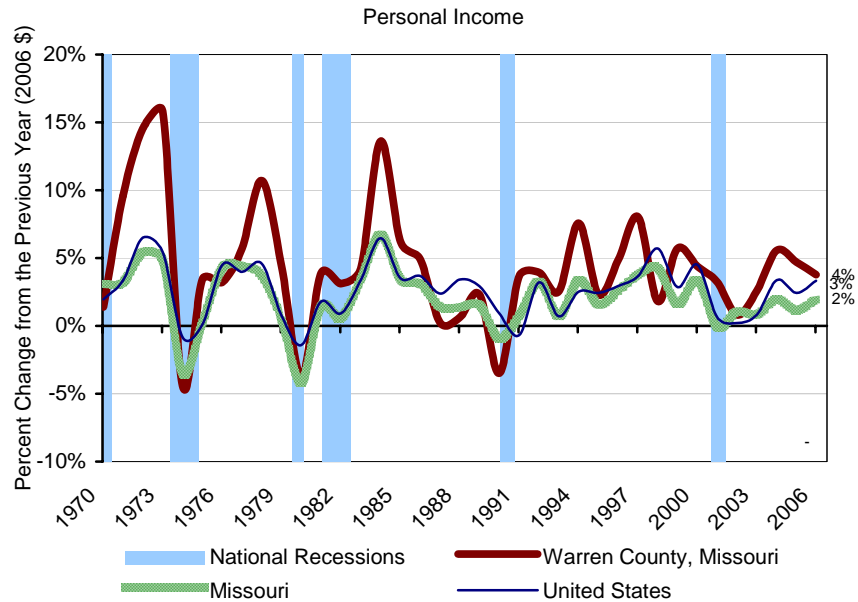 Personal Income
Percent Change from the Previous Year (2006 $)
20%
15%
10%
5%
0%
-5%
-10%
4%
3%
2%
-
1970 1973 1976 1979 1982 1985 1988 1991 1994 1997 2000 2003 2006
National Recessions Warren County, Missouri
Missouri United States